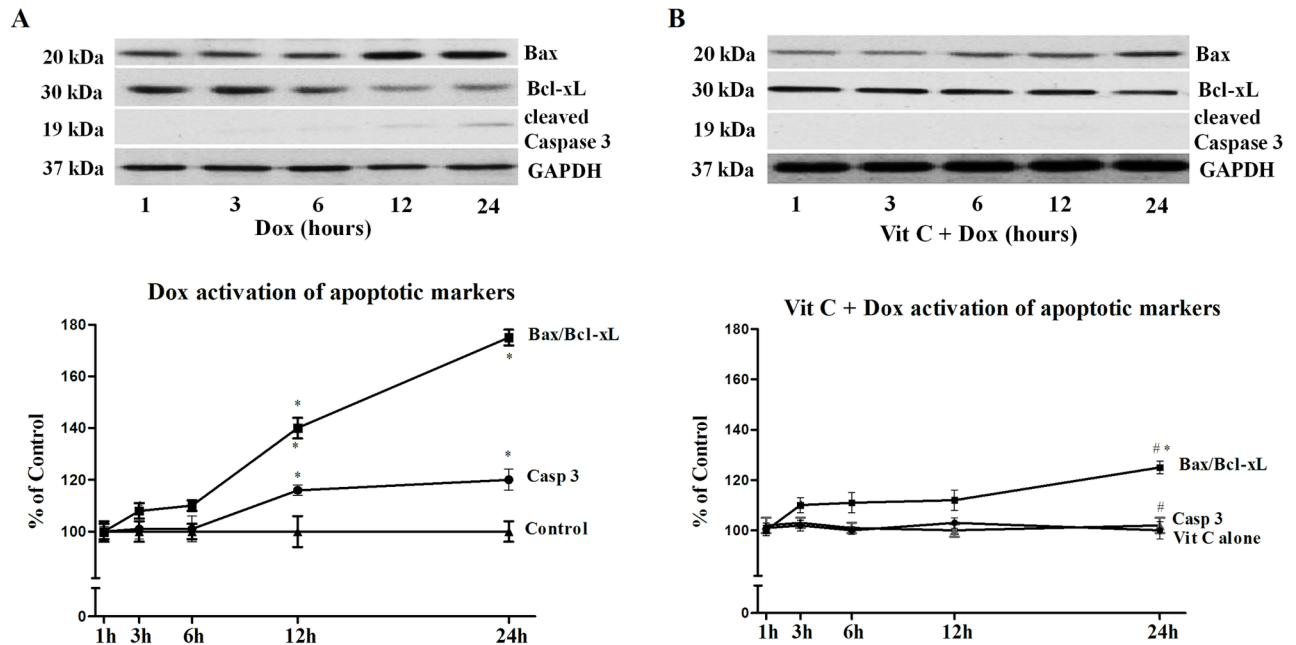 A
20 kDa Bax
30 kDa Bcl-xL
19 kDa cleaved Caspase 3
37 kDa GAPDH
1 3 6 12 24
Dox (hours)
Dox activation of apoptotic markers
% of Control
180
160
140
120
100
0
* * * * *
Bax/Bcl-xL
Casp 3
Control
1h 3h 6h 12h 24h
B
20 kDa Bax
30 kDa Bcl-xL
19 kDa cleaved Caspase 3
37 kDa GAPDH
1 3 6 12 24
Vit C + Dox (hours)
Vit C + Dox activation of apoptotic markers
% of Control
180
160
140
120
100
0
# *
Bax/Bcl-xL
#
Casp 3
Vit C alone
1h 3h 6h 12h 24h